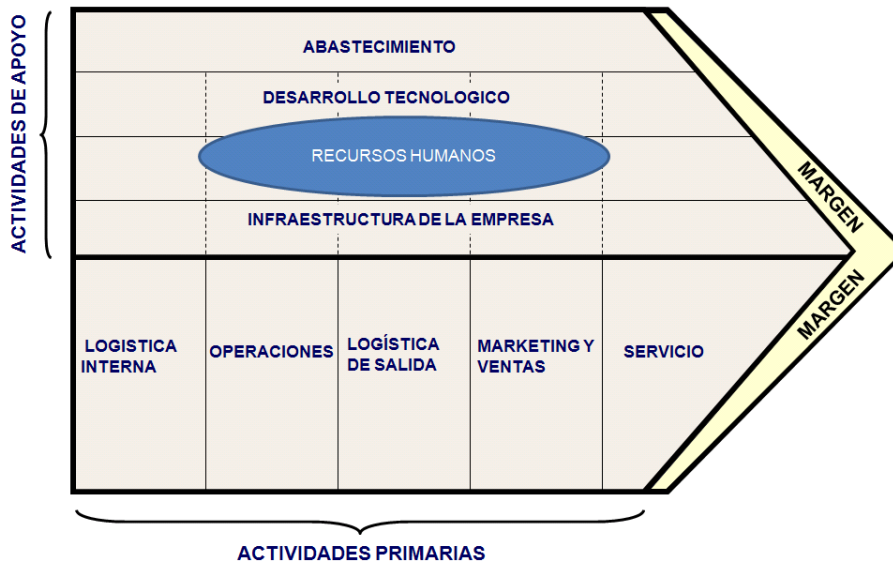 ACTIVIDADES DE APOYO
ABASTECIMIENTO
DESARROLLO TECNOLOGICO
RECURSOS HUMANOS
INFRAESTRUCTURA DE LA EMPRESA
MARGEN
MARGEN
LOGISTICA
INTERNA
OPERACIONES
LOGÍSTICA
DE SALIDA
MARKETING Y
VENTAS
SERVICIO
ACTIVIDADES PRIMARIAS